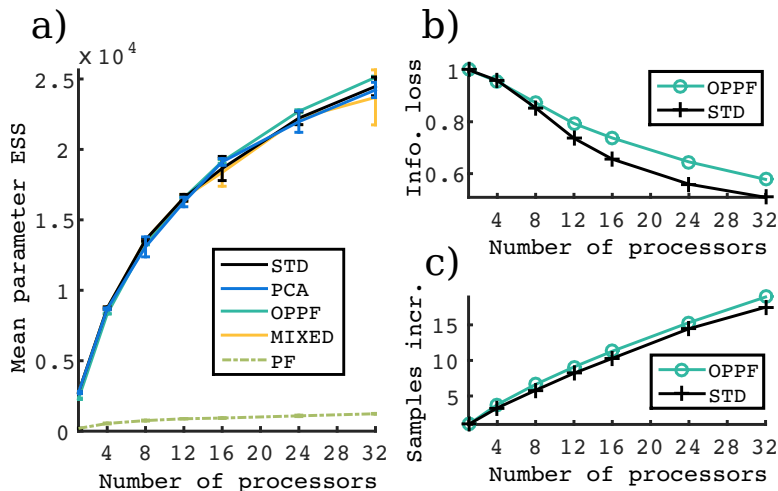 a)
x 10^4
2.5
2
1.5
1
0.5
0
4 8 12 16 20 24 28 32
Number of processors
Mean parameter ESS
STD
PCA
OPPF
MIXED
PF
b)
1
0.8
0.6
4 8 12 16 20 24 28 32
Number of processors
Info. loss
OPPF
STD
c)
15
10
5
1
4 8 12 16 20 24 28 32
Number of processors
Samples incr.
OPPF
STD